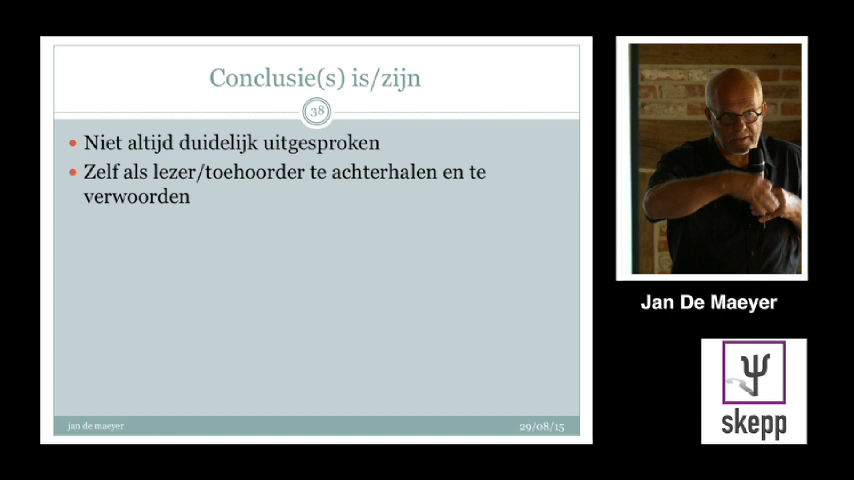 Conclusie(s) is/zijn
38
Niet altijd duidelijk uitgesproken
Zelf als lezer/toehoorder te achterhalen en te
verwoorden
jan de maeyer
29/08/15
Jan De Maeyer
skepp